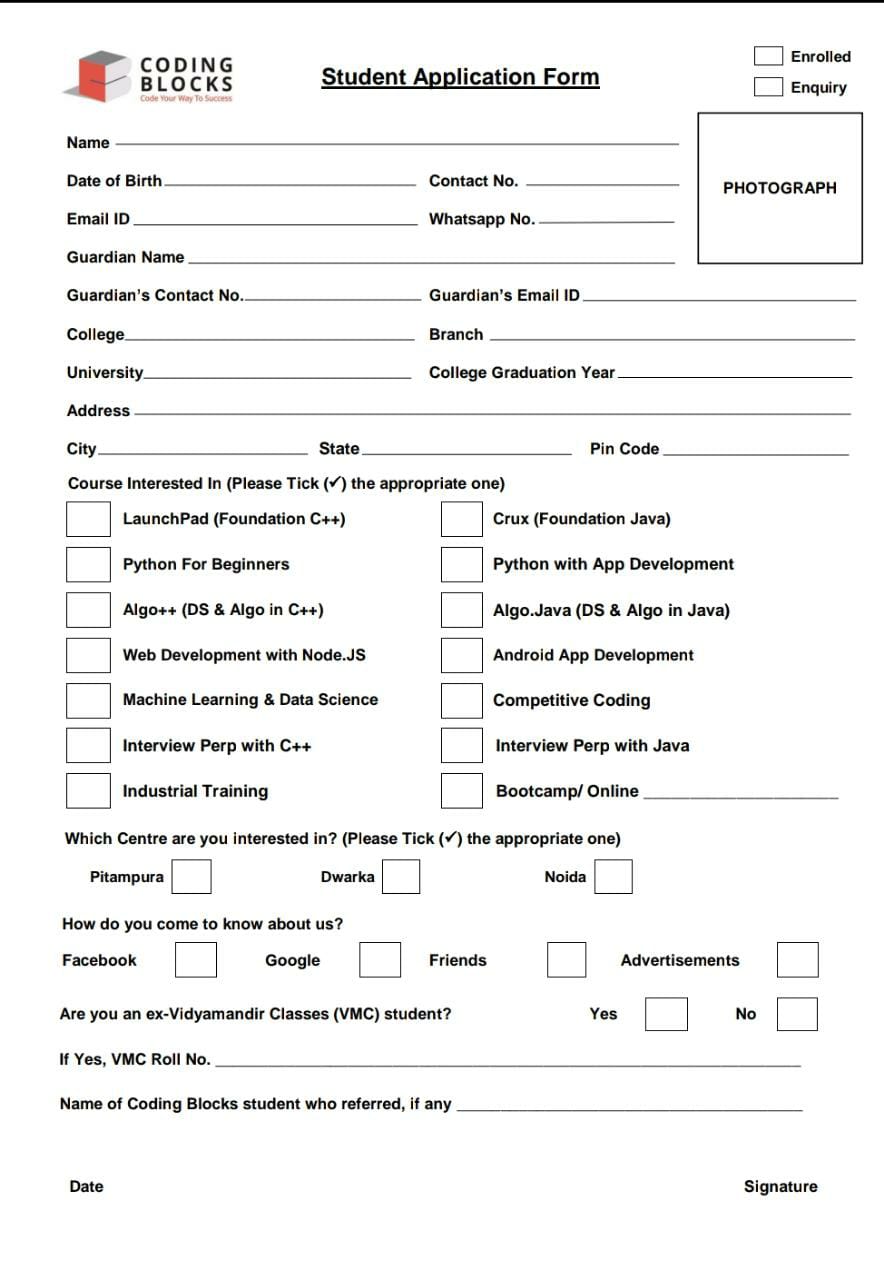 CODING
BLOCKS
Code Your Way To Success
Student Application Form
Enrolled
Enquiry
PHOTOGRAPH
Name
Date of Birth Contact No.
Email ID Whatsapp No.
Guardian Name
Guardian’s Contact No. Guardian’s Email ID
College Branch
University College Graduation Year
Address
City State Pin Code
Course Interested In (Please Tick (✓) the appropriate one)
LaunchPad (Foundation C++) Crux (Foundation Java)
Python For Beginners Python with App Development
Algo++ (DS & Algo in C++) Algo.Java (DS & Algo in Java)
Web Development with Node.JS Android App Development
Machine Learning & Data Science Competitive Coding
Interview Perp with C++ Interview Perp with Java
Industrial Training Bootcamp/ Online
Which Centre are you interested in? (Please Tick (✓) the appropriate one)
Pitampura Dwarka Noida
How do you come to know about us?
Facebook Google Friends Advertisements
Are you an ex-Vidyamandir Classes (VMC) student? Yes No
If Yes, VMC Roll No.
Name of Coding Blocks student who referred, if any
Date Signature